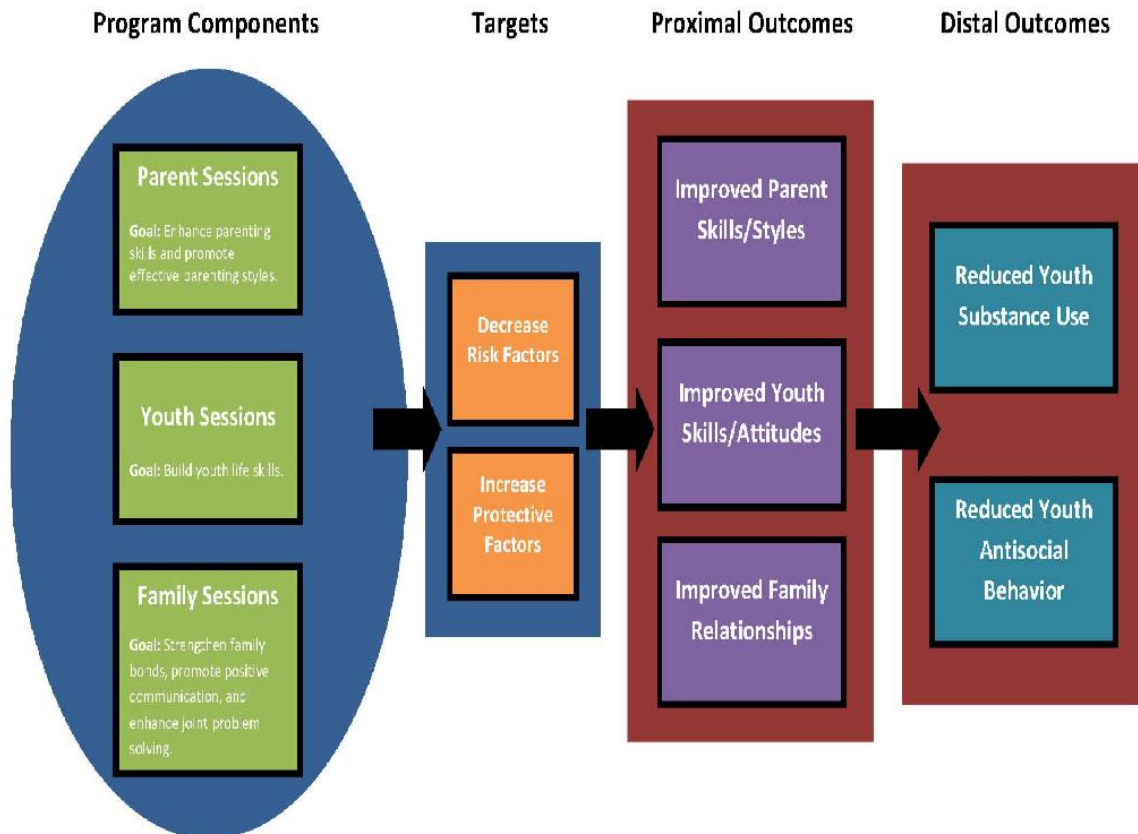 Program Components
Targets
Proximal Outcomes
Distal Outcomes
Parent Sessions
Goal: Enhance parenting
skills and promote
effective parenting styles.
Youth Sessions
Goal: Build youth life skills.
Family Sessions
Goal: Strengthen family
bonds, promote positive
communication, and
enhance joint problem
solving.
Decrease
Risk Factors
Increase
Protective
Factors
Improved Parent
Skills/Styles
Improved Youth
Skills/Attitudes
Improved Family
Relationships
Reduced Youth
Substance Use
Reduced Youth
Antisocial
Behavior